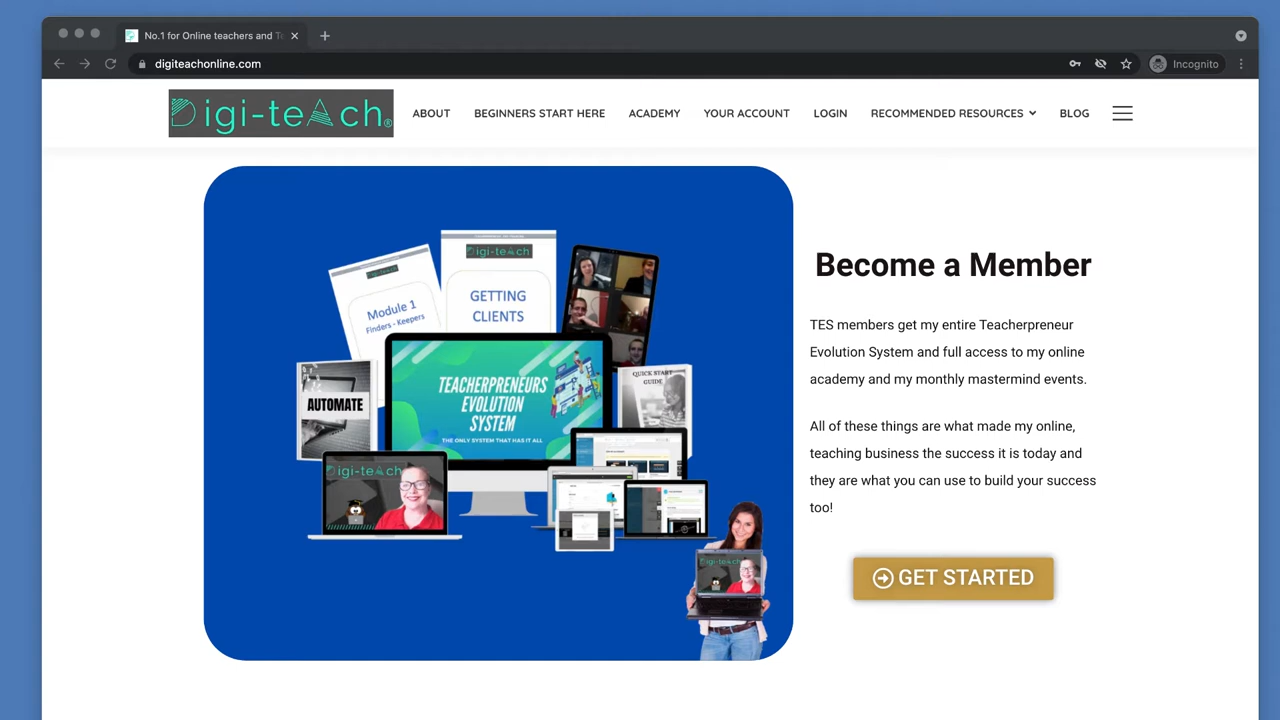 No.1 for Online teachers and Te
digiteachonline.com
Incognito
Digi-teAch®
ABOUT
BEGINNERS START HERE
ACADEMY
YOUR ACCOUNT
LOGIN
RECOMMENDED RESOURCES
BLOG
Digi-teAch
Module 1
Finders - Keepers
Digi-teAch
GETTING
CLIENTS
AUTOMATE
TEACHERPRENEURS
EVOLUTION
SYSTEM
THE ONLY SYSTEM THAT HAS IT ALL
QUICK START
GUIDE
Digi-teAch
Digi-teAch
Become a Member
TES members get my entire Teacherpreneur
Evolution System and full access to my online
academy and my monthly mastermind events.
All of these things are what made my online,
teaching business the success it is today and
they are what you can use to build your success
too!
GET STARTED